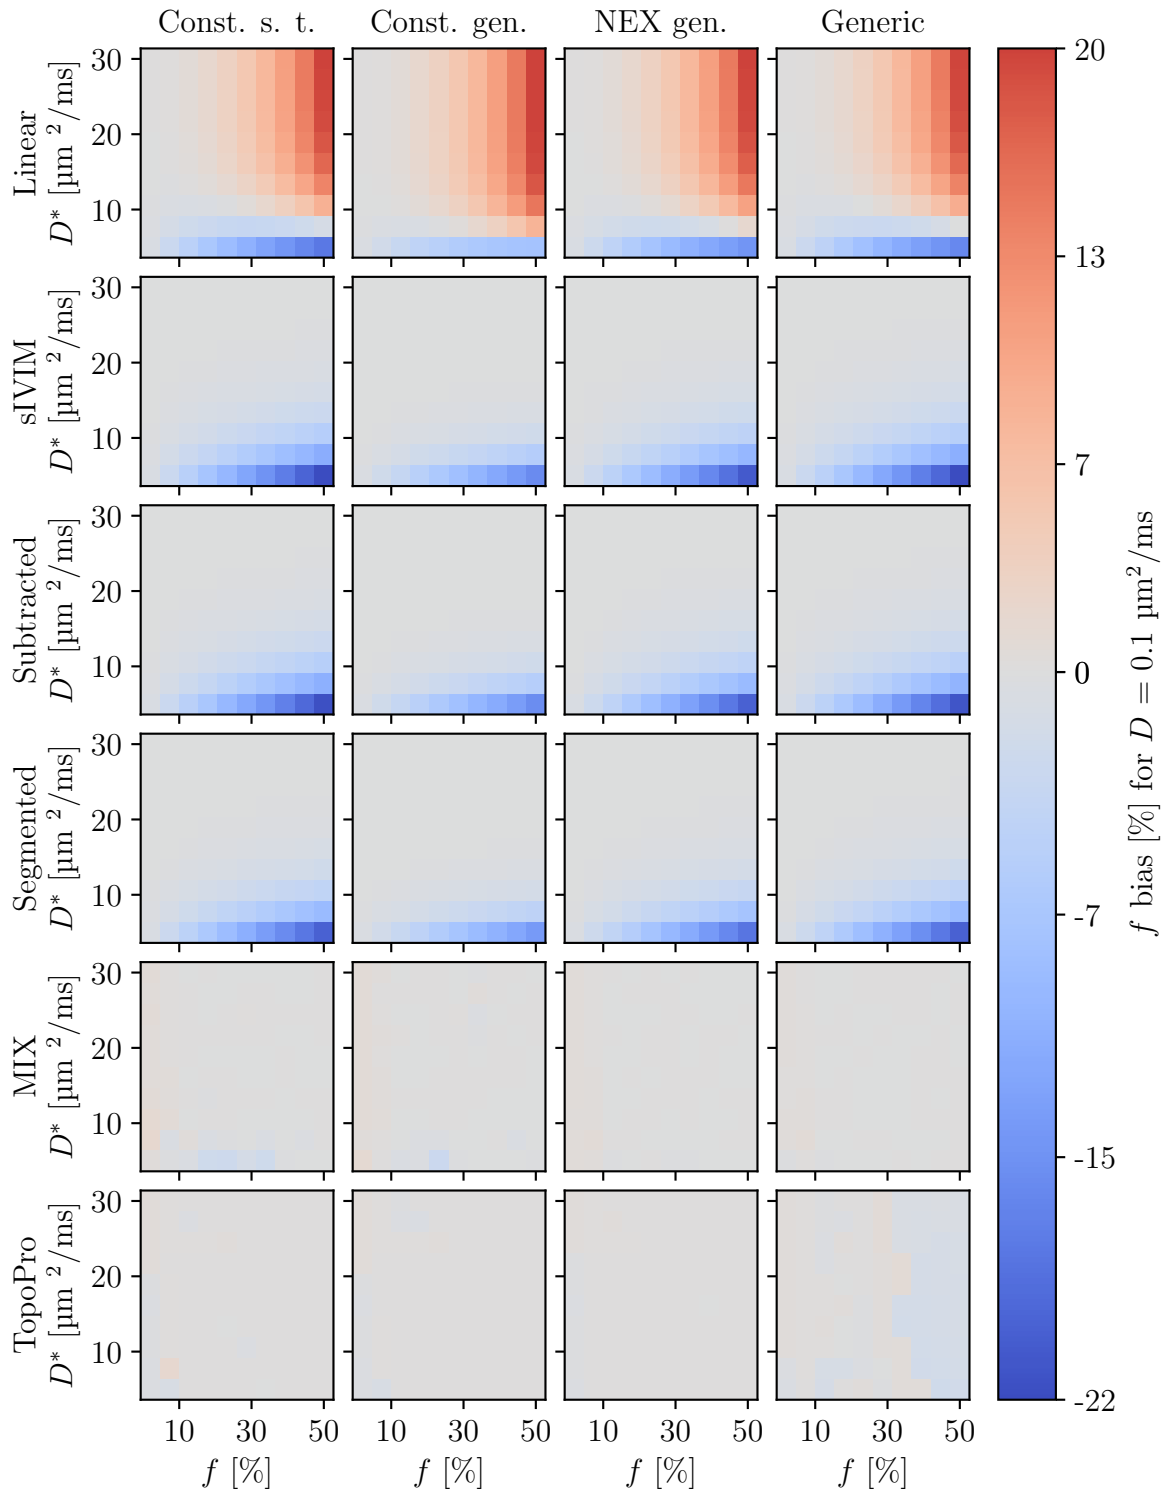 Const. s. t. Const. gen. NEX gen. Generic
Linear
D* [µm ²/ms]
30
20
10
sIVIM
D* [µm ²/ms]
30
20
10
Subtracted
D* [µm ²/ms]
30
20
10
Segmented
D* [µm ²/ms]
30
20
10
MIX
D* [µm ²/ms]
30
20
10
TopoPro
D* [µm ²/ms]
30
20
10
10 30 50 10 30 50 10 30 50 10 30 50
f [%] f [%] f [%] f [%]
20
13
7
0
-7
-15
-22
f bias [%] for D = 0.1 µm²/ms